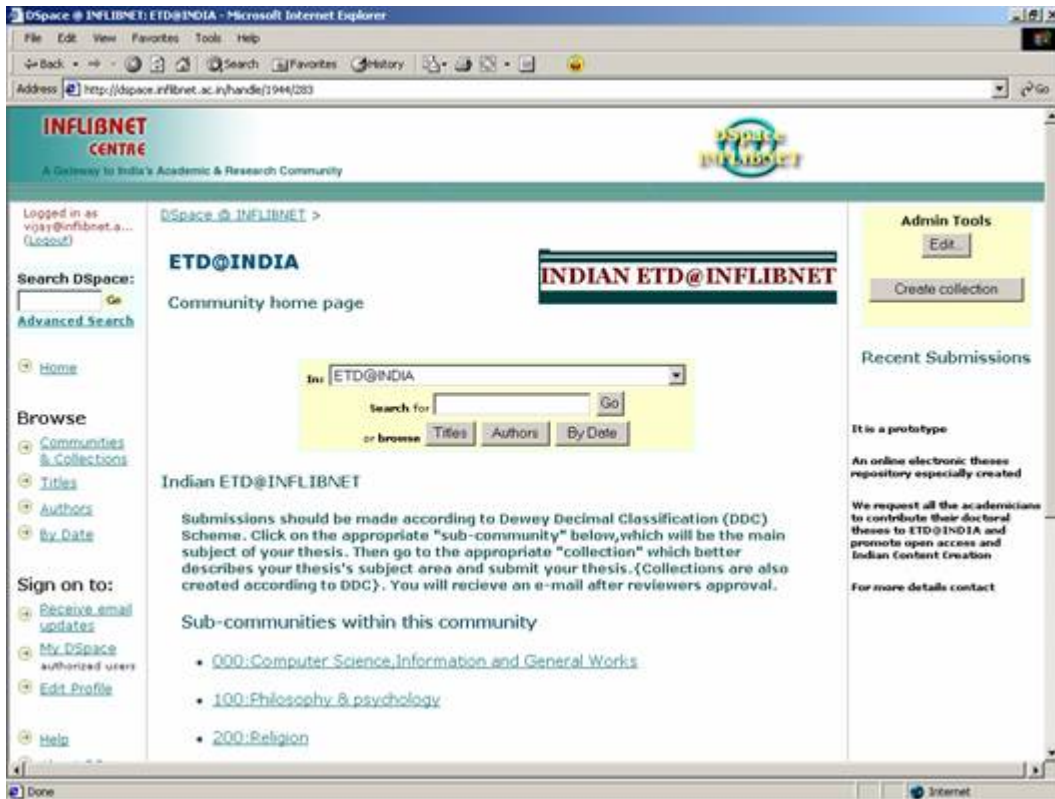 DSpace @ INFLIBNET: ETD@INDIA - Microsoft Internet Explorer
File Edit View Favorites Tools Help
Back Search Favorites History
Address http://dspace.inflibnet.ac.in/handle/1944/283 Go
INFLIBNET
CENTRE
A Gateway to India's Academic & Research Community
DSpace
INFLIBNET
Logged in as
vijay@inflibnet.a...
(Logout)
Search DSpace:
Go
Advanced Search
Home
Browse
Communities
& Collections
Titles
Authors
By Date
Sign on to:
Receive email
updates
My DSpace
authorized users
Edit Profile
Help
DSpace @ INFLIBNET >
ETD@INDIA
Community home page
INDIAN ETD@INFLIBNET
In: ETD@INDIA
Search for Go
or browse Titles Authors By Date
Indian ETD@INFLIBNET
Submissions should be made according to Dewey Decimal Classification (DDC)
Scheme. Click on the appropriate "sub-community" below,which will be the main
subject of your thesis. Then go to the appropriate "collection" which better
describes your thesis's subject area and submit your thesis.{Collections are also
created according to DDC}. You will recieve an e-mail after reviewers approval.
Sub-communities within this community
000:Computer Science,Information and General Works
100:Philosophy & psychology
200:Religion
Admin Tools
Edit...
Create collection
Recent Submissions
It is a prototype
An online electronic theses
repository especially created
We request all the academicians
to contribute their doctoral
theses to ETD@INDIA and
promote open access and
Indian Content Creation
For more details contact
Done Internet